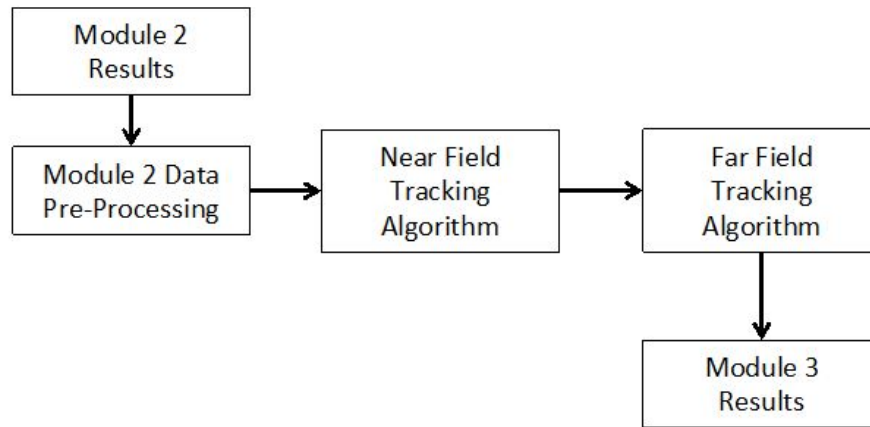 Module 2
Results
Module 2 Data
Pre-Processing
Near Field
Tracking
Algorithm
Far Field
Tracking
Algorithm
Module 3
Results